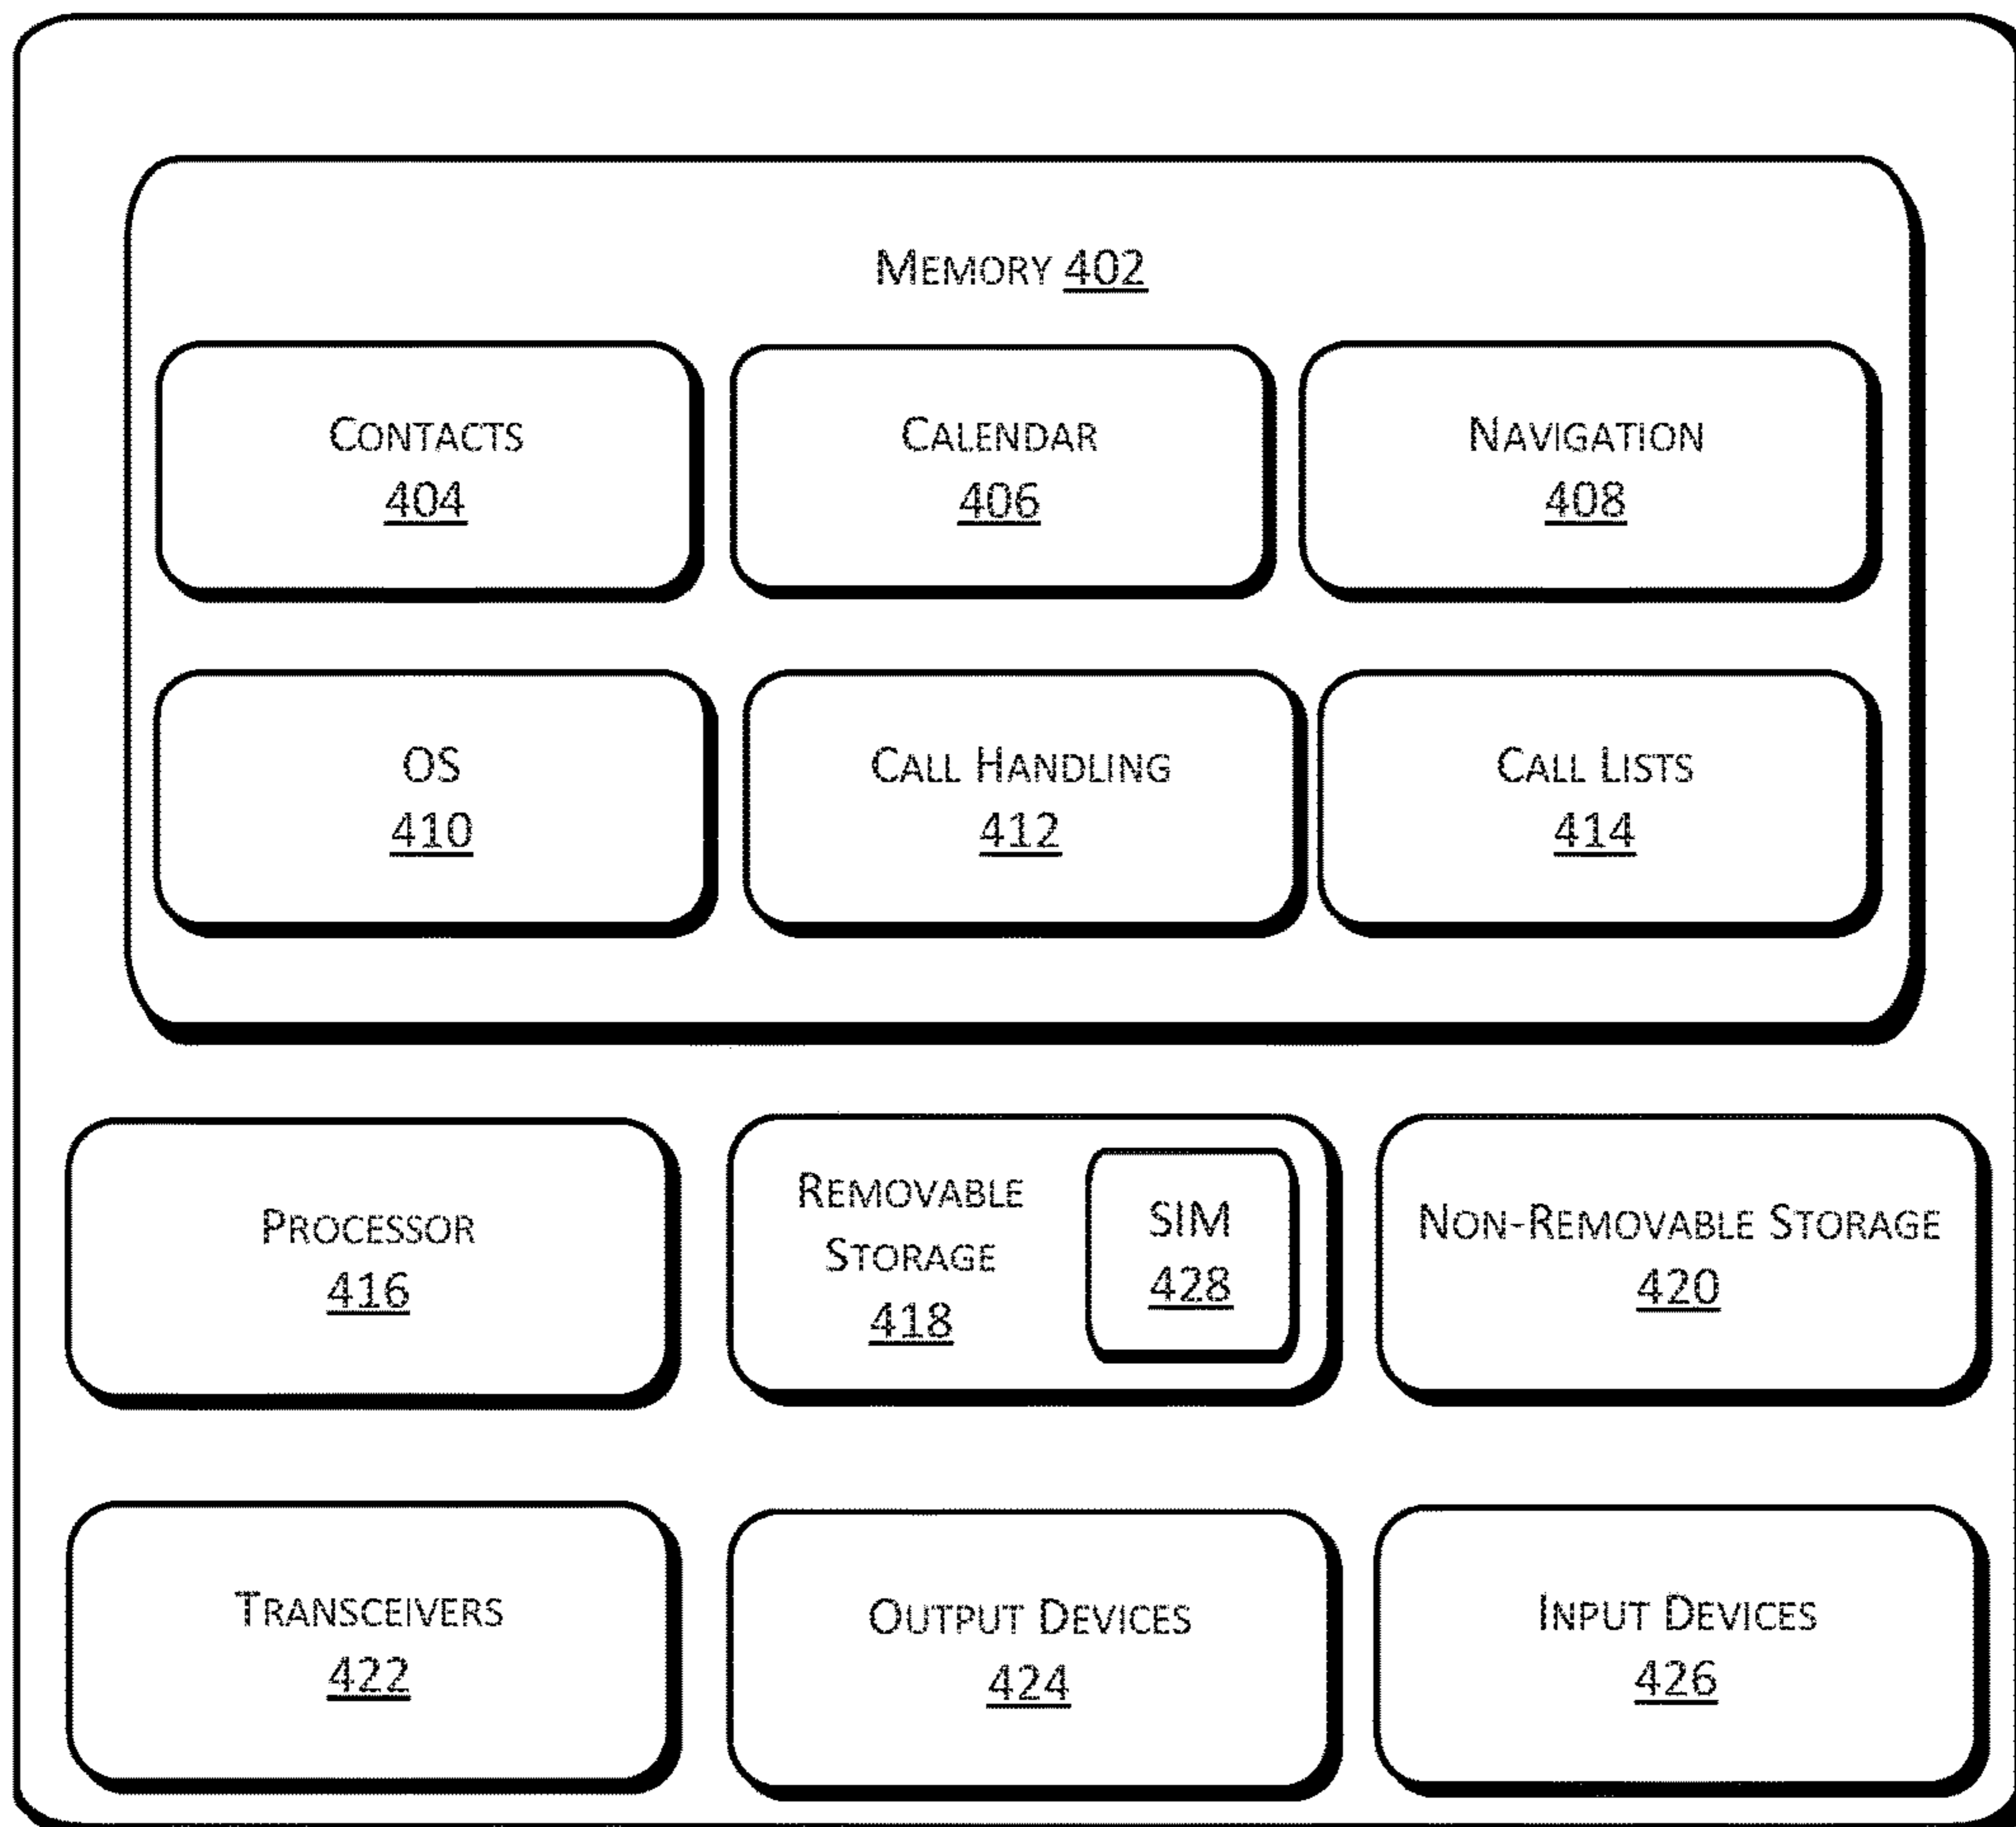 MEMORY 402
CONTACTS
404
CALENDAR
406
NAVIGATION
408
OS
410
CALL HANDLING
412
CALL LISTS
414
PROCESSOR
416
REMOVABLE
STORAGE
418
SIM
428
NON-REMOVABLE STORAGE
420
TRANSCEIVERS
422
OUTPUT DEVICES
424
INPUT DEVICES
426